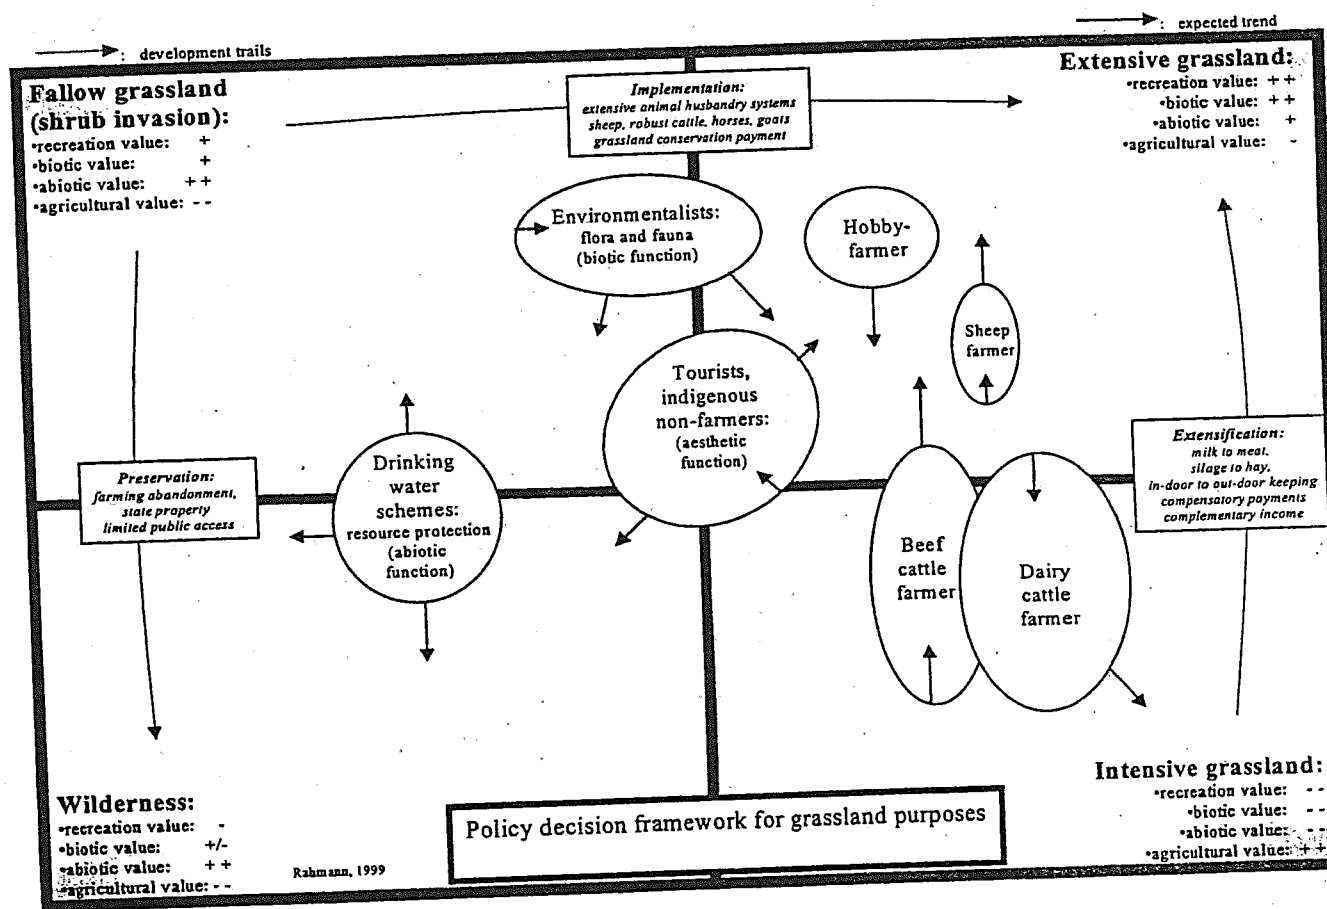 : development trails
: expected trend
Fallow grassland
(shrub invasion):
•recreation value: +
•biotic value: +
•abiotic value: + +
•agricultural value: - -
Implementation:
extensive animal husbandry systems
sheep, robust cattle, horses, goats
grassland conservation payment
Extensive grassland:
•recreation value: + +
•biotic value: + +
•abiotic value: +
•agricultural value: -
Environmentalists:
flora and fauna
(biotic function)
Hobby-
farmer
Sheep
farmer
Tourists,
indigenous
non-farmers:
(aesthetic
function)
Preservation:
farming abandonment,
state property
limited public access
Drinking
water
schemes:
resource protection
(abiotic
function)
Beef
cattle
farmer
Dairy
cattle
farmer
Extensification:
milk to meat,
silage to hay,
in-door to out-door keeping
compensatory payments
complementary income
Wilderness:
•recreation value: -
•biotic value: +/-
•abiotic value: + +
•agricultural value: - -
Rahmann, 1999
Policy decision framework for grassland purposes
Intensive grassland:
•recreation value: - -
•biotic value: - -
•abiotic value: - -
•agricultural value: + +